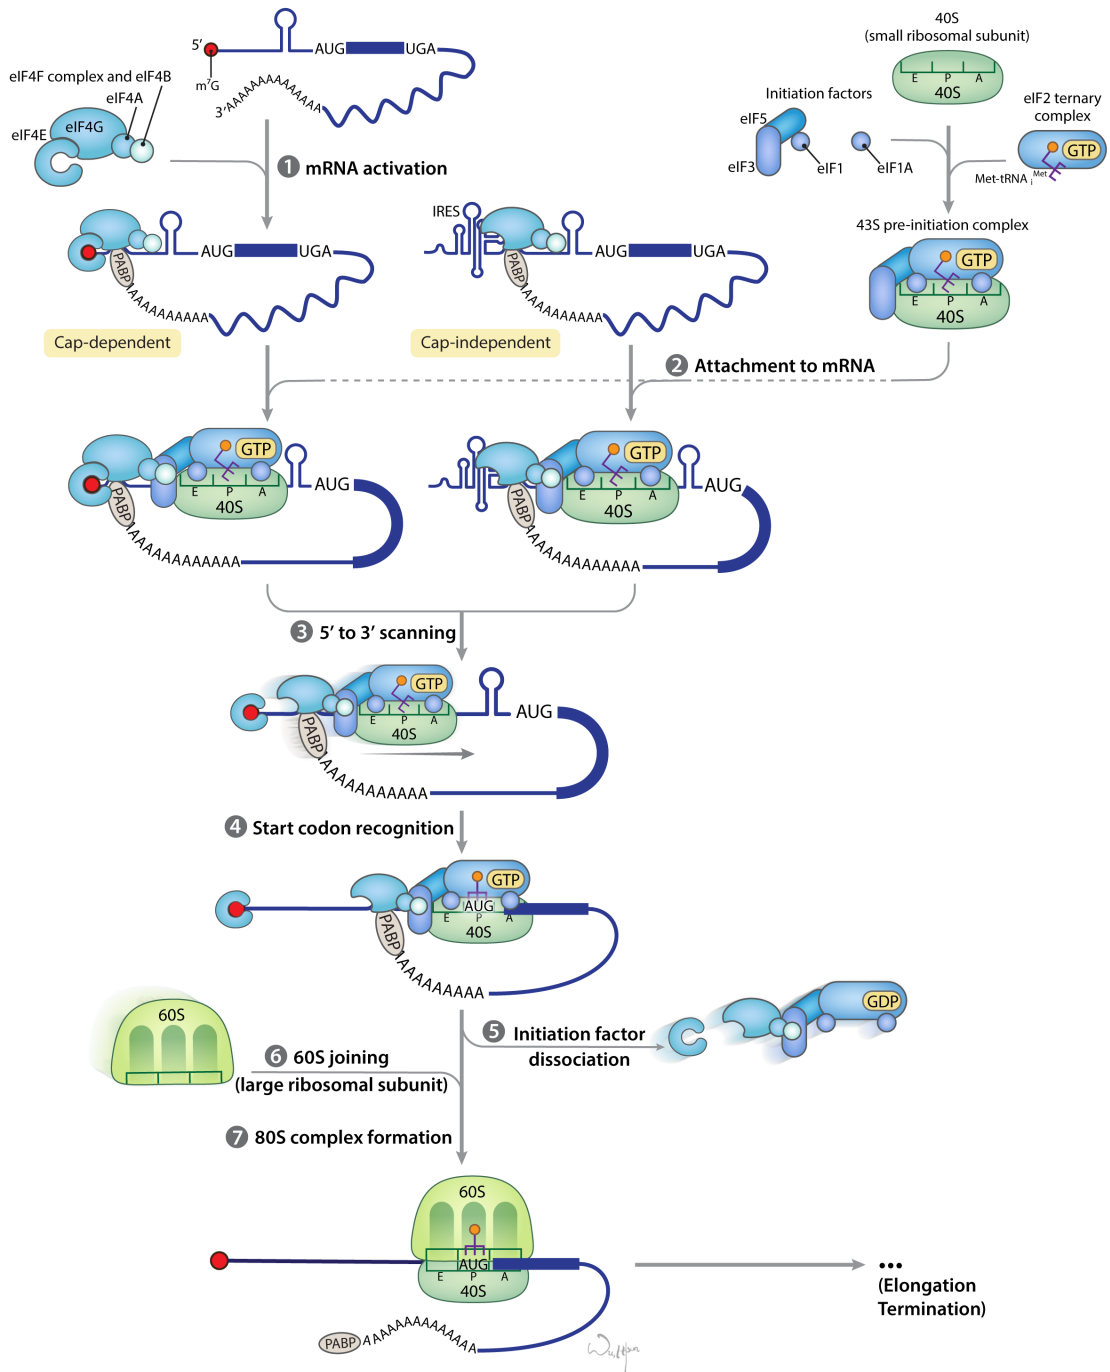 5’
AUG
UGA
m7G
3’AAAAAAAAAAAA
eIF4F complex and eIF4B
eIF4A
eIF4G
eIF4E
40S
(small ribosomal subunit)
E P A
40S
Initiation factors
eIF5
eIF3
eIF1
eIF1A
eIF2 ternary
complex
GTP
Met-tRNA i Met
1 mRNA activation
43S pre-initiation complex
GTP
E P A
40S
AUG
UGA
PABP
AAAAAAAAAAA
Cap-dependent
IRES
AUG
UGA
PABP
AAAAAAAAAAA
Cap-independent
2 Attachment to mRNA
GTP
E P A
40S
AUG
PABP
AAAAAAAAAAAA
GTP
E P A
40S
AUG
PABP
AAAAAAAAAAAA
3 5’ to 3’ scanning
GTP
E P A
40S
AUG
PABP
AAAAAAAAAAAA
4 Start codon recognition
GTP
AUG
E P A
40S
PABP
AAAAAAAAAA
60S
5 Initiation factor
dissociation
GDP
6 60S joining
(large ribosomal subunit)
7 80S complex formation
60S
AUG
E P A
40S
PABP
AAAAAAAAAAAAA
•••
(Elongation
Termination)